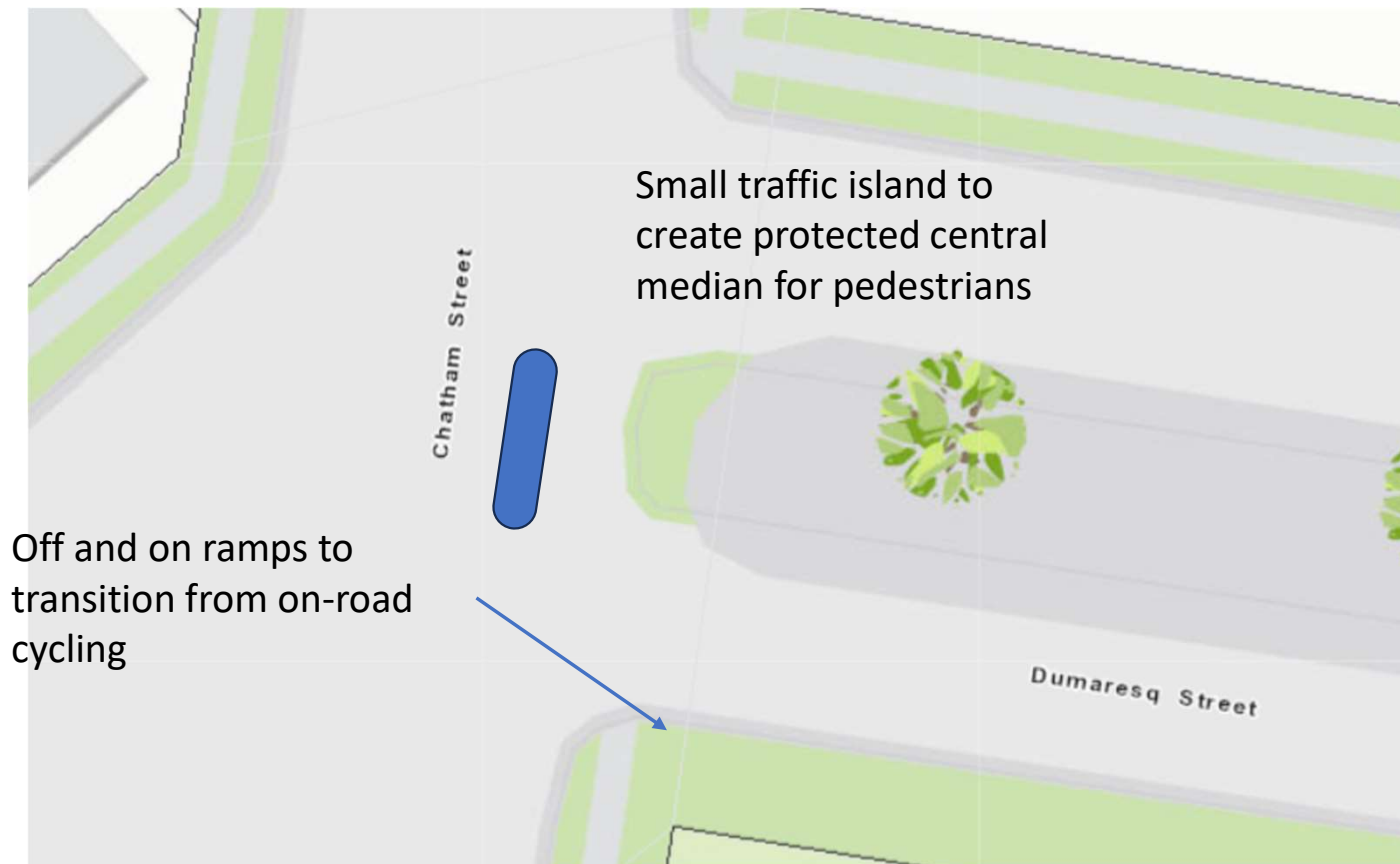 Small traffic island to
create protected central
median for pedestrians
Chatham Street
Off and on ramps to
transition from on-road
cycling
Dumaresq Street